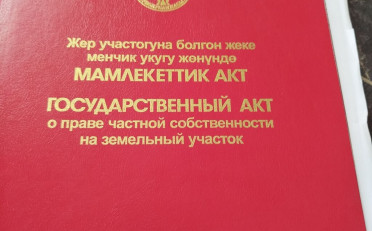 Жер участогуна болгон жеке
менчик укугу жөнүндө
МАМЛЕКЕТТИК АКТ
ГОСУДАРСТВЕННЫЙ АКТ
о праве частной собственности
на земельный участок